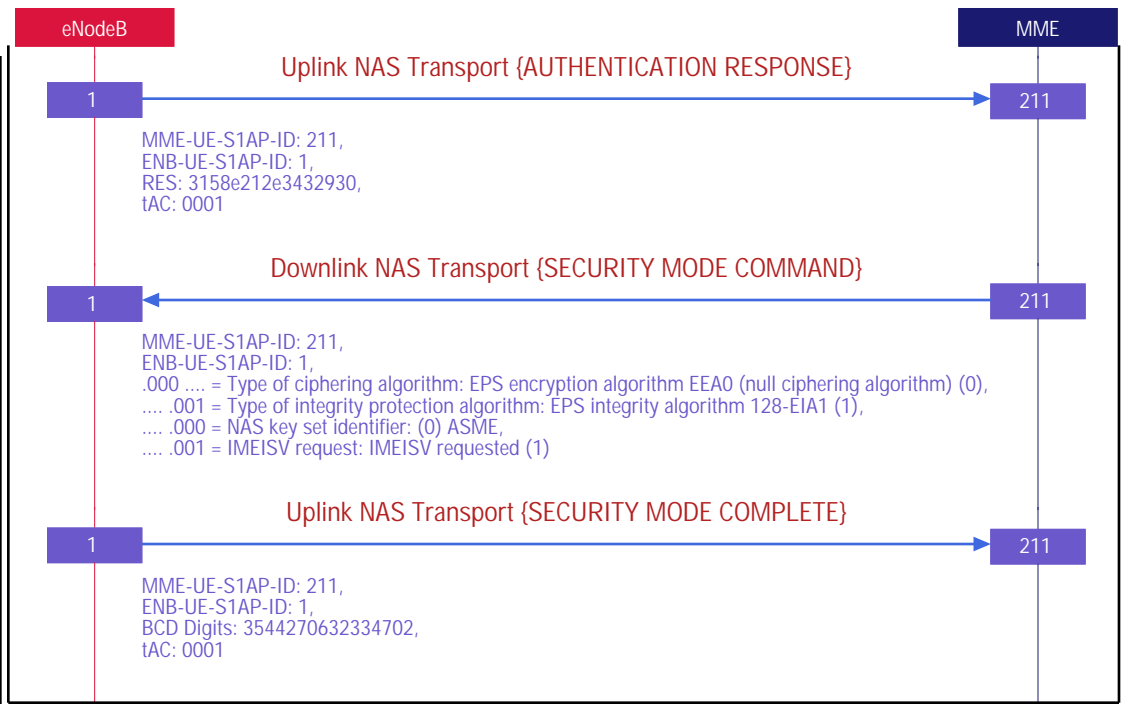 eNodeB
MME
Uplink NAS Transport {AUTHENTICATION RESPONSE}
1
211
MME-UE-S1AP-ID: 211,
ENB-UE-S1AP-ID: 1,
RES: 3158e212e3432930,
tAC: 0001
Downlink NAS Transport {SECURITY MODE COMMAND}
1
211
MME-UE-S1AP-ID: 211,
ENB-UE-S1AP-ID: 1,
.000 .... = Type of ciphering algorithm: EPS encryption algorithm EEA0 (null ciphering algorithm) (0),
.... .001 = Type of integrity protection algorithm: EPS integrity algorithm 128-EIA1 (1),
.... .000 = NAS key set identifier: (0) ASME,
.... .001 = IMEISV request: IMEISV requested (1)
Uplink NAS Transport {SECURITY MODE COMPLETE}
1
211
MME-UE-S1AP-ID: 211,
ENB-UE-S1AP-ID: 1,
BCD Digits: 3544270632334702,
tAC: 0001